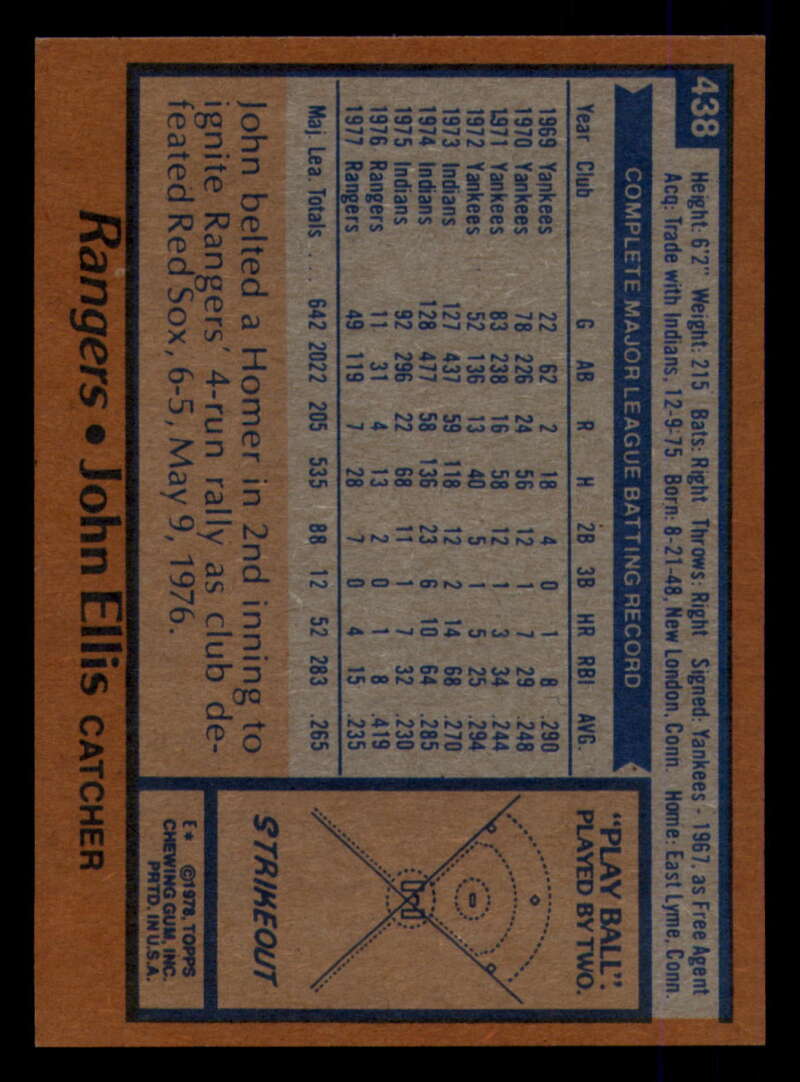 438
Height: 6'2" Weight: 215 Bats: Right Throws: Right Signed: Yankees - 1967, as Free Agent
Acq: Trade with Indians, 12-9-75 Born: 8-21-48, New London, Conn. Home: East Lyme, Conn.
COMPLETE MAJOR LEAGUE BATTING RECORD
Year Club G AB R H 2B 3B HR RBI AVG.
1969 Yankees 22 62 2 18 4 0 1 8 .290
1970 Yankees 78 226 24 56 12 1 7 29 .248
1971 Yankees 83 238 16 58 12 1 3 34 .244
1972 Yankees 52 136 13 40 5 1 5 25 .294
1973 Indians 127 437 59 118 12 2 14 68 .270
1974 Indians 128 477 58 136 23 6 10 64 .285
1975 Indians 92 296 22 68 11 1 7 32 .230
1976 Rangers 11 31 4 13 2 0 1 8 .419
1977 Rangers 49 119 7 28 7 0 4 15 .235
Maj. Lea. Totals .... 642 2022 205 535 88 12 52 283 .265
John belted a Homer in 2nd inning to
ignite Rangers' 4-run rally as club de-
feated Red Sox, 6-5, May 9, 1976.
"PLAY BALL":
PLAYED BY TWO.
STRIKEOUT
E* ©1978, TOPPS
CHEWING GUM, INC.
PRTD. IN U.S.A.
Rangers • John Ellis CATCHER